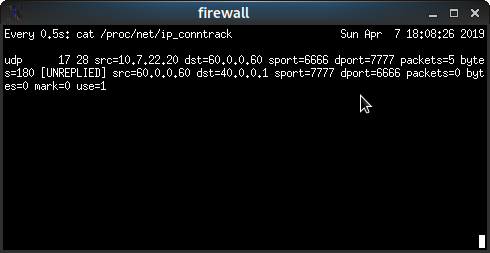 firewall
Every 0.5s: cat /proc/net/ip_conntrack Sun Apr 7 18:08:26 2019
udp 17 28 src=10.7.22.20 dst=60.0.0.60 sport=6666 dport=7777 packets=5 byte
s=180 [UNREPLIED] src=60.0.0.60 dst=40.0.0.1 sport=7777 dport=6666 packets=0 byt
es=0 mark=0 use=1